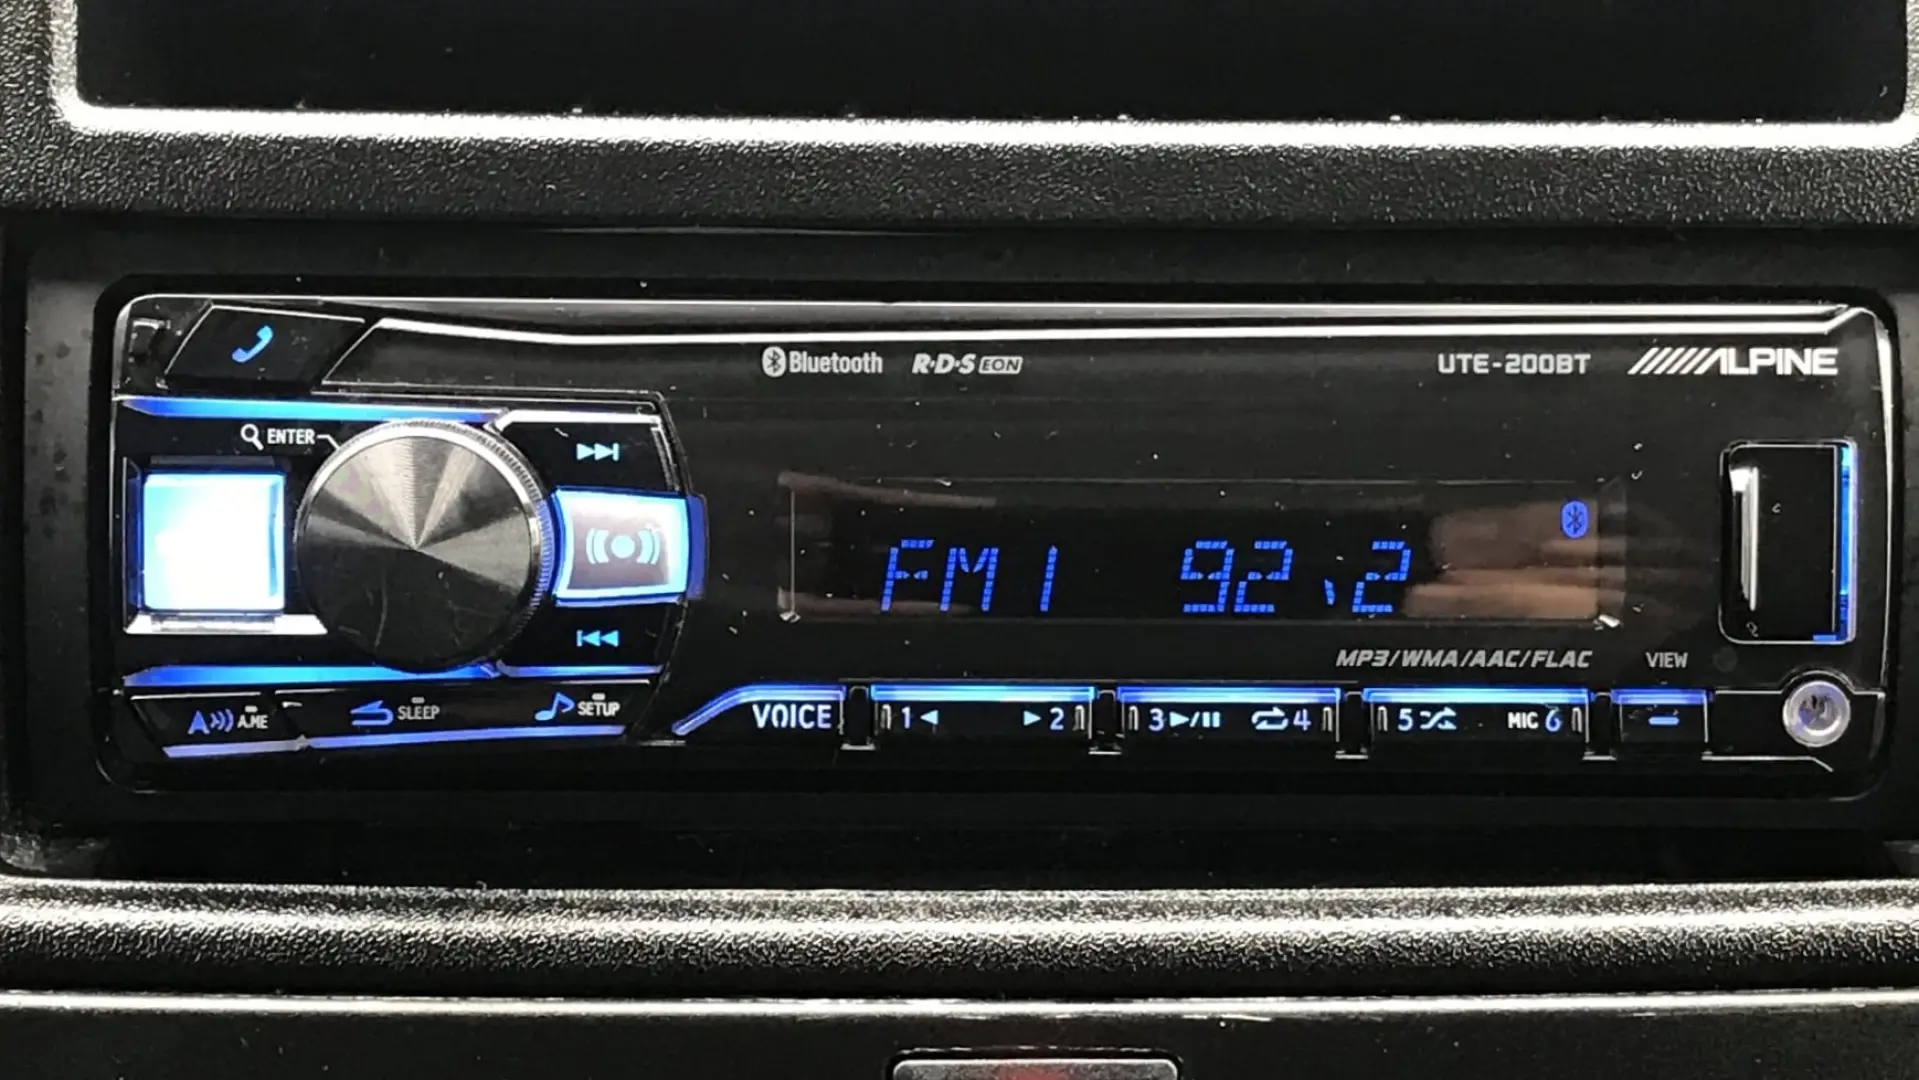 Bluetooth R·D·S EON UTE-200BT ALPINE
ENTER
FM1 92.2
MP3/WMA/AAC/FLAC VIEW
A.ME SLEEP SETUP VOICE 1 2 3 4 5 MIC 6